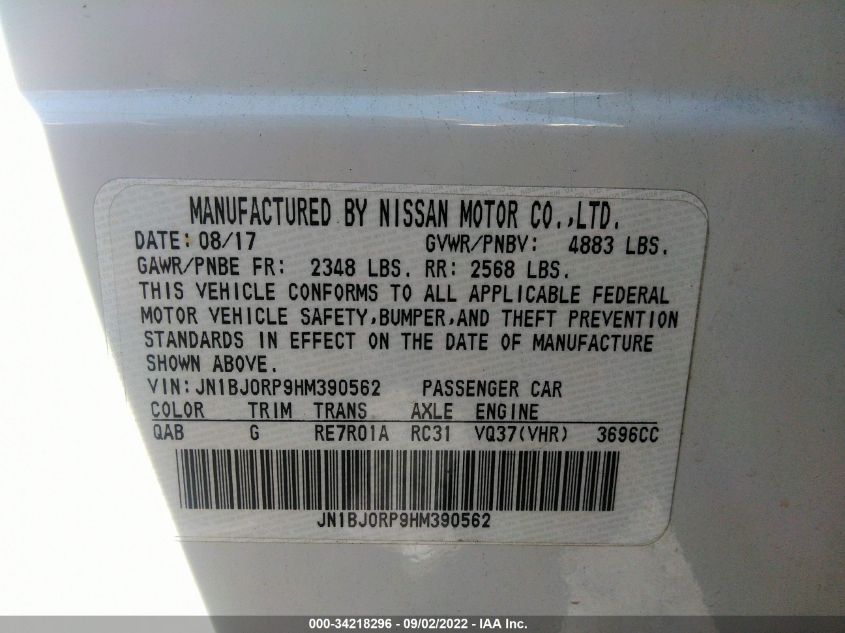 MANUFACTURED BY NISSAN MOTOR CO.,LTD.
DATE: 08/17 GVWR/PNBV: 4883 LBS.
GAWR/PNBE FR: 2348 LBS. RR: 2568 LBS.
THIS VEHICLE CONFORMS TO ALL APPLICABLE FEDERAL
MOTOR VEHICLE SAFETY,BUMPER,AND THEFT PREVENTION
STANDARDS IN EFFECT ON THE DATE OF MANUFACTURE
SHOWN ABOVE.
VIN: JN1BJ0RP9HM390562 PASSENGER CAR
COLOR TRIM TRANS AXLE ENGINE
QAB G RE7R01A RC31 VQ37(VHR) 3696CC
JN1BJ0RP9HM390562
000-34218296 - 09/02/2022 - IAA Inc.